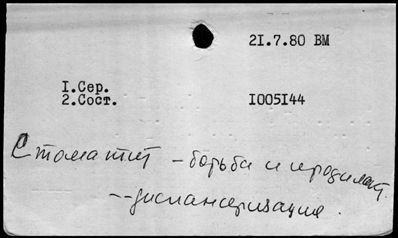 21.7.80 ВМ
1.Сер.
2.Сост. 1005144
Стоматит – борьба и профилакт.
--диспансеризация.